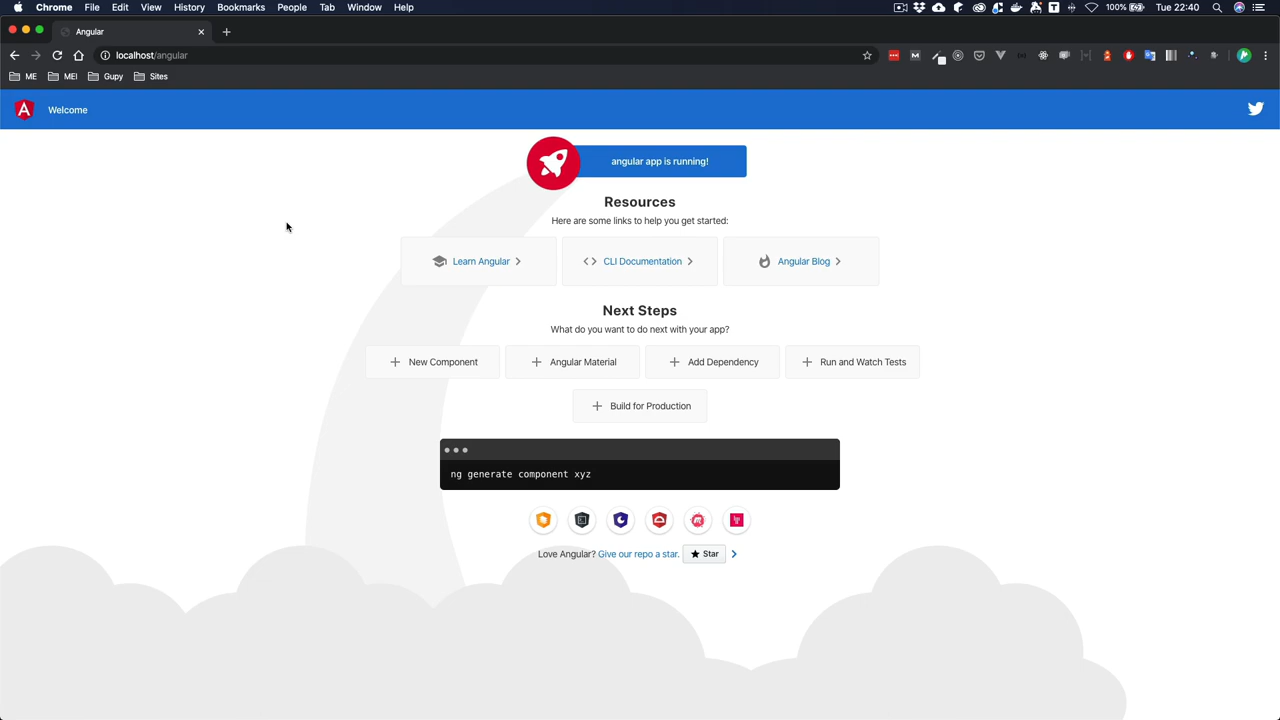 Chrome File Edit View History Bookmarks People Tab Window Help 100% Tue 22:40
Angular
localhost/angular
ME MEI Gupy Sites
Welcome
angular app is running!
Resources
Here are some links to help you get started:
Learn Angular CLI Documentation Angular Blog
Next Steps
What do you want to do next with your app?
New Component Angular Material Add Dependency Run and Watch Tests
Build for Production
ng generate component xyz
Love Angular? Give our repo a star. Star